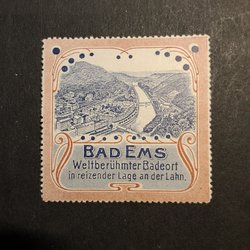 BAD EMS
Weltberühmter Badeort
in reizender Lage an der Lahn.